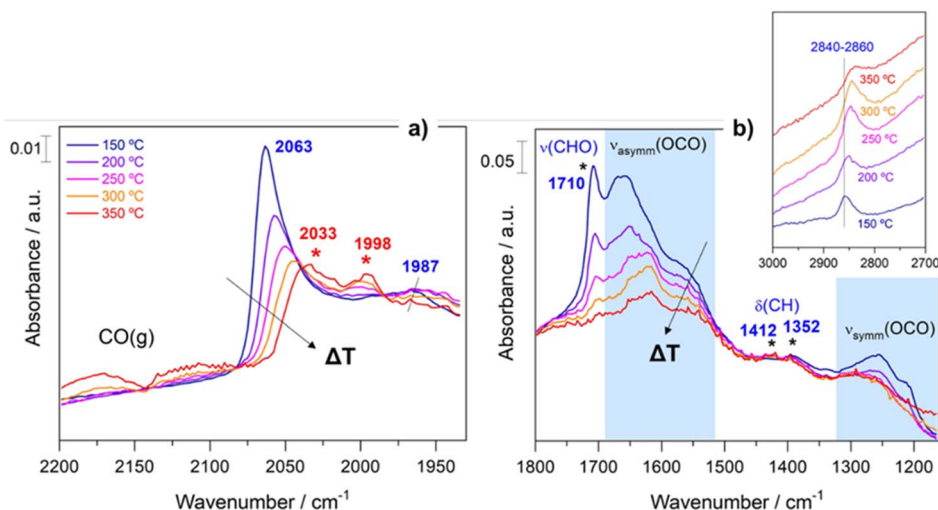 a)
0.01
150 ºC
200 ºC
250 ºC
300 ºC
350 ºC
2063
2033
*
1998
*
1987
CO(g)
ΔT
Absorbance / a.u.
2200 2150 2100 2050 2000 1950
Wavenumber / cm-1
b)
0.05
ν(CHO)
*
1710
νasymm(OCO)
ΔT
δ(CH)
1412 1352
* *
νsymm(OCO)
Absorbance / a.u.
1800 1700 1600 1500 1400 1300 1200
Wavenumber / cm-1
2840-2860
350 ºC
300 ºC
250 ºC
200 ºC
150 ºC
3000 2900 2800 2700